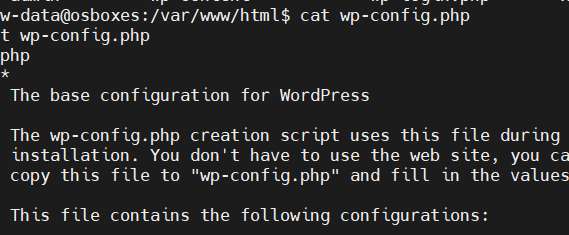 w-data@osboxes:/var/www/html$ cat wp-config.php
t wp-config.php
php
*
The base configuration for WordPress
The wp-config.php creation script uses this file during
installation. You don't have to use the web site, you ca
copy this file to "wp-config.php" and fill in the values
This file contains the following configurations: